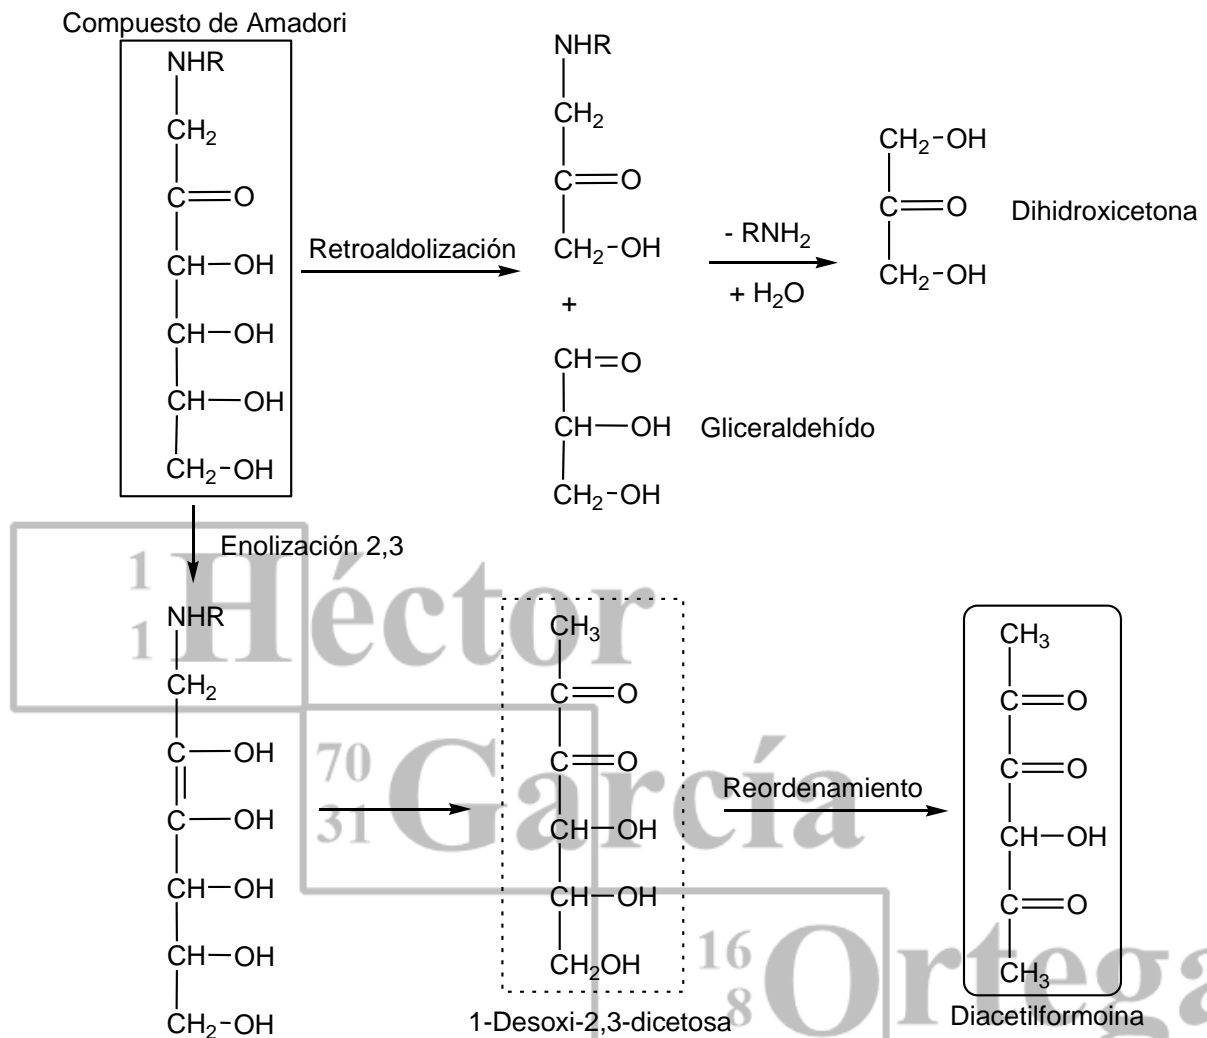 Compuesto de Amadori
NHR
CH2
C=O
CH-OH
CH-OH
CH-OH
CH2-OH
Retroaldolización
NHR
CH2
C=O
CH2-OH
+
CH=O
CH-OH
CH2-OH
Gliceraldehído
- RNH2
+ H2O
CH2-OH
C=O
CH2-OH
Dihidroxicetona
Enolización 2,3
NHR
CH2
C-OH
C-OH
CH-OH
CH-OH
CH2-OH
CH3
C=O
C=O
CH-OH
CH-OH
CH2OH
1-Desoxi-2,3-dicetosa
Reordenamiento
CH3
C=O
C=O
CH-OH
C=O
CH3
Diacetilformoina
1
1
Héctor
70
31
García
16
8
Ortega